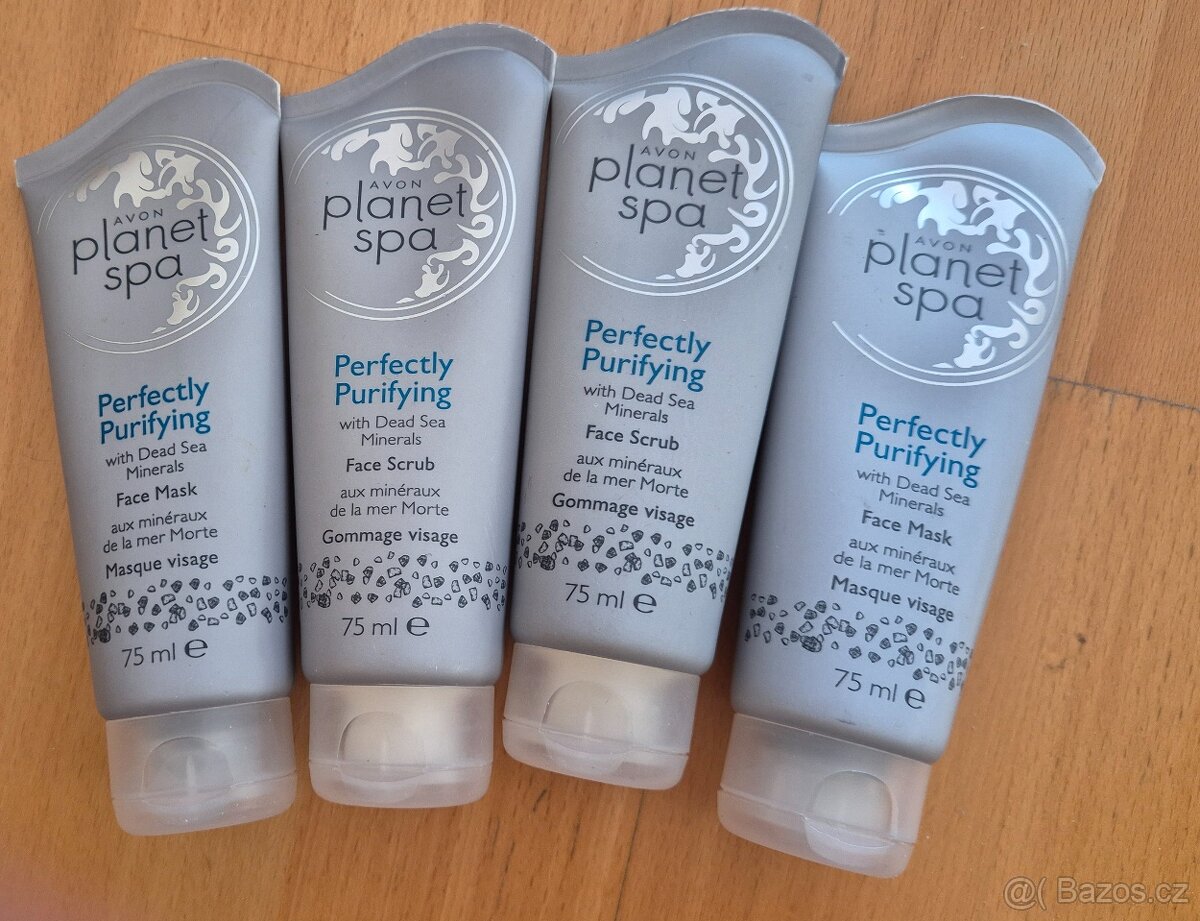 AVON
planet
spa
Perfectly
Purifying
with Dead Sea
Minerals
Face Mask
aux minéraux
de la mer Morte
Masque visage
75 ml e
AVON
planet
spa
Perfectly
Purifying
with Dead Sea
Minerals
Face Scrub
aux minéraux
de la mer Morte
Gommage visage
75 ml e
AVON
planet
spa
Perfectly
Purifying
with Dead Sea
Minerals
Face Scrub
aux minéraux
de la mer Morte
Gommage visage
75 ml e
AVON
planet
spa
Perfectly
Purifying
with Dead Sea
Minerals
Face Mask
aux minéraux
de la mer Morte
Masque visage
75 ml e
@( Bazos.cz